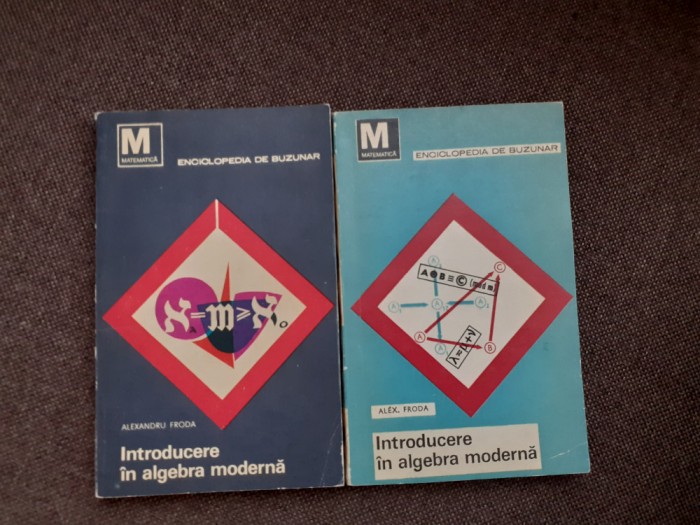 M
MATEMATICĂ
ENCICLOPEDIA DE BUZUNAR
ALEXANDRU FRODA
Introducere
în algebra modernă
M
MATEMATICĂ
ENCICLOPEDIA DE BUZUNAR
C
A B ≡ C (mod m)
A
B
ALEX. FRODA
Introducere
în algebra modernă